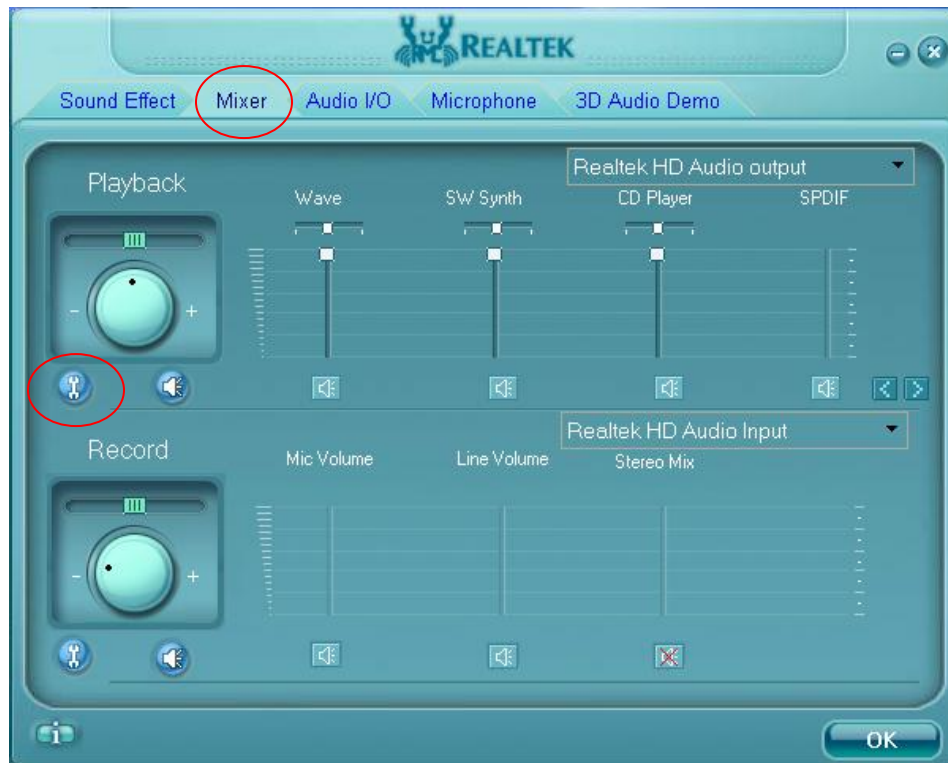 REALTEK
Sound Effect Mixer Audio I/O Microphone 3D Audio Demo
Realtek HD Audio output
Playback
Wave SW Synth CD Player SPDIF
- +
Realtek HD Audio Input
Record
Mic Volume Line Volume Stereo Mix
- +
i
OK